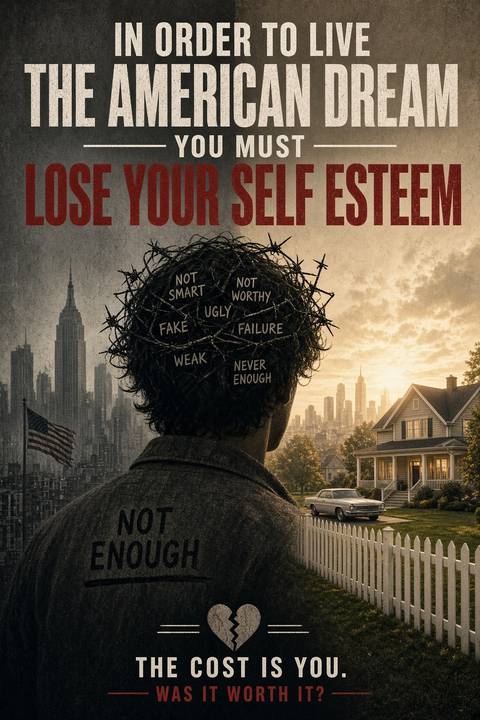 IN ORDER TO LIVE
THE AMERICAN DREAM
YOU MUST
LOSE YOUR SELF ESTEEM
NOT
SMART
NOT
WORTHY
UGLY
FAKE
FAILURE
WEAK
NEVER
ENOUGH
NOT
ENOUGH
THE COST IS YOU.
WAS IT WORTH IT?